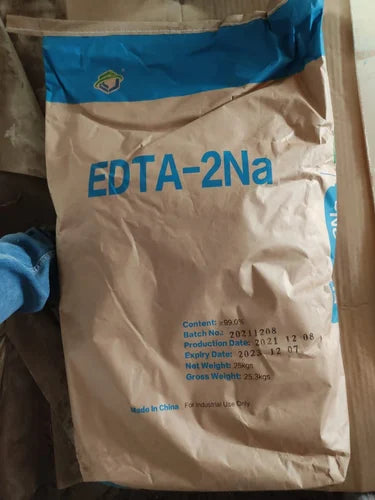 EDTA-2Na
Content: ≥99.0%
Batch No.: 20211208
Production Date: 2021 12 08
Expiry Date: 2023 12 07
Net Weight: 25kgs
Gross Weight: 25.3kgs
Made in China For Industrial Use Only